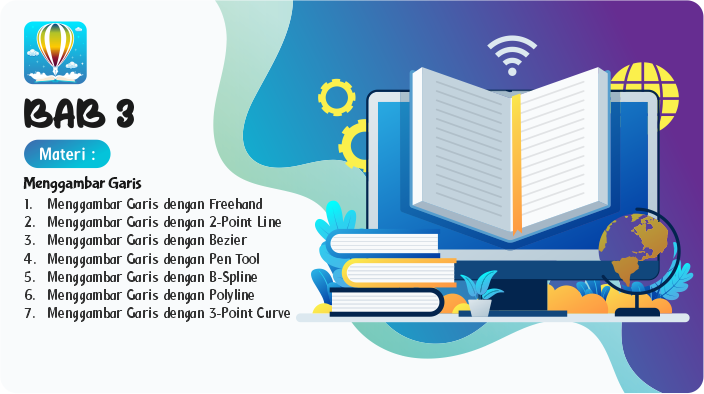 BAB 3
Materi :
Menggambar Garis
1. Menggambar Garis dengan Freehand
2. Menggambar Garis dengan 2-Point Line
3. Menggambar Garis dengan Bezier
4. Menggambar Garis dengan Pen Tool
5. Menggambar Garis dengan B-Spline
6. Menggambar Garis dengan Polyline
7. Menggambar Garis dengan 3-Point Curve